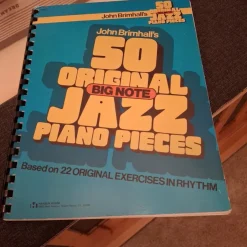 John Brimhall's
50
ORIGINAL
BIG NOTE
JAZZ
PIANO PIECES
Based on 22 ORIGINAL EXERCISES IN RHYTHM
John Brimhall's
50
ORIGINAL
JAZZ
PIANO PIECES